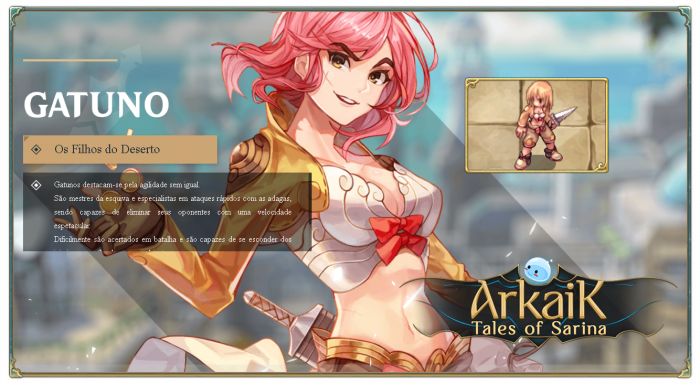 GATUNO
Os Filhos do Deserto
Gatunos destacam-se pela agilidade sem igual.
São mestres da esquiva e especialistas em ataques rápidos com as adagas,
sendo capazes de eliminar seus oponentes com uma velocidade
espetacular.
Dificilmente são acertados em batalha e são capazes de se esconder dos
Arkaik
Tales of Sarina